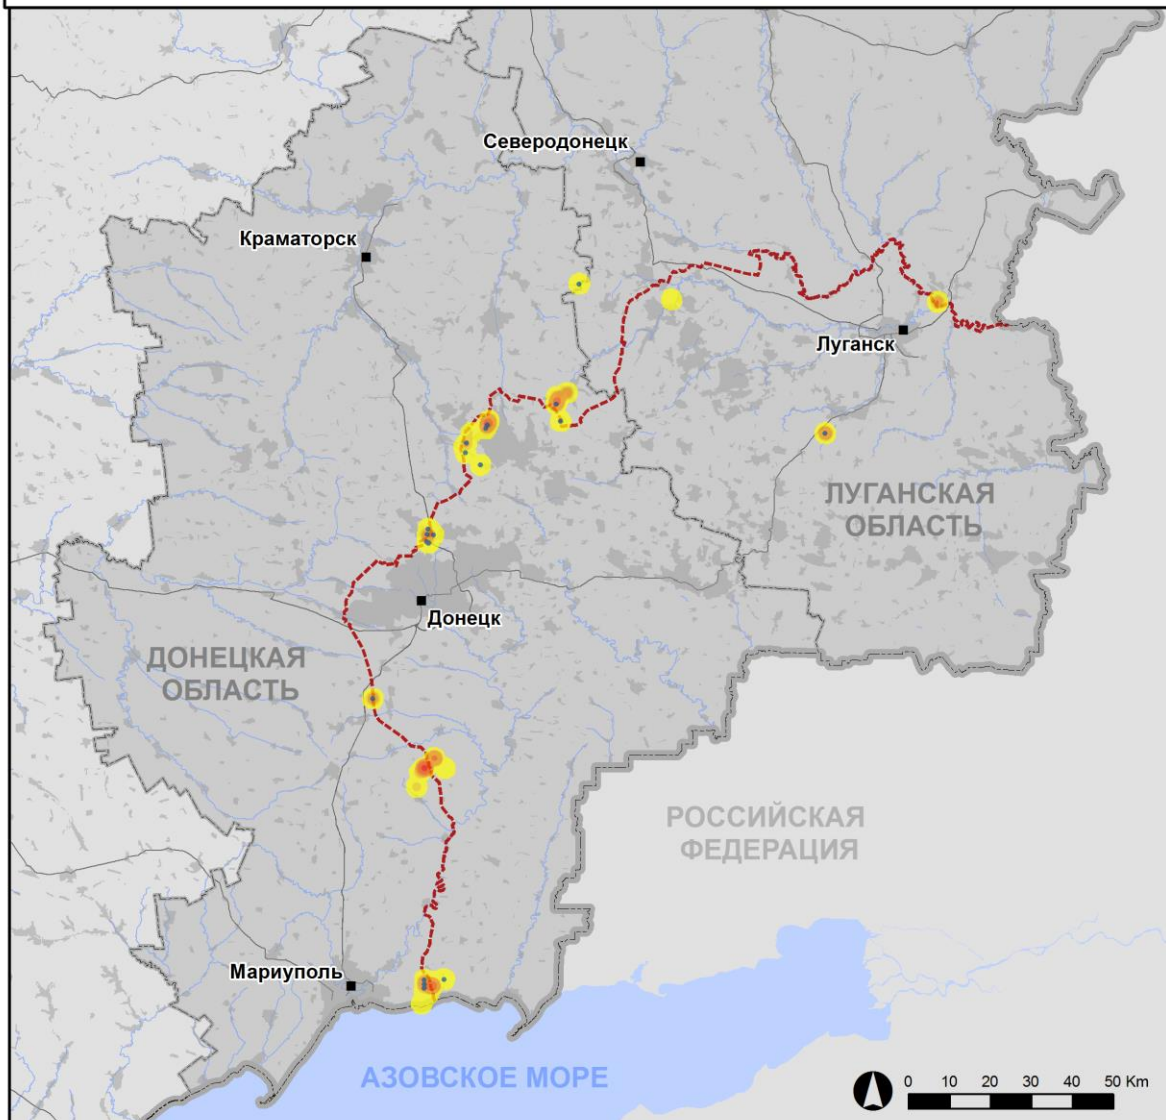 Северодонецк
Краматорск
Луганск
ЛУГАНСКАЯ
ОБЛАСТЬ
Донецк
ДОНЕЦКАЯ
ОБЛАСТЬ
РОССИЙСКАЯ
ФЕДЕРАЦИЯ
Мариуполь
АЗОВСКОЕ МОРЕ
0 10 20 30 40 50 Km